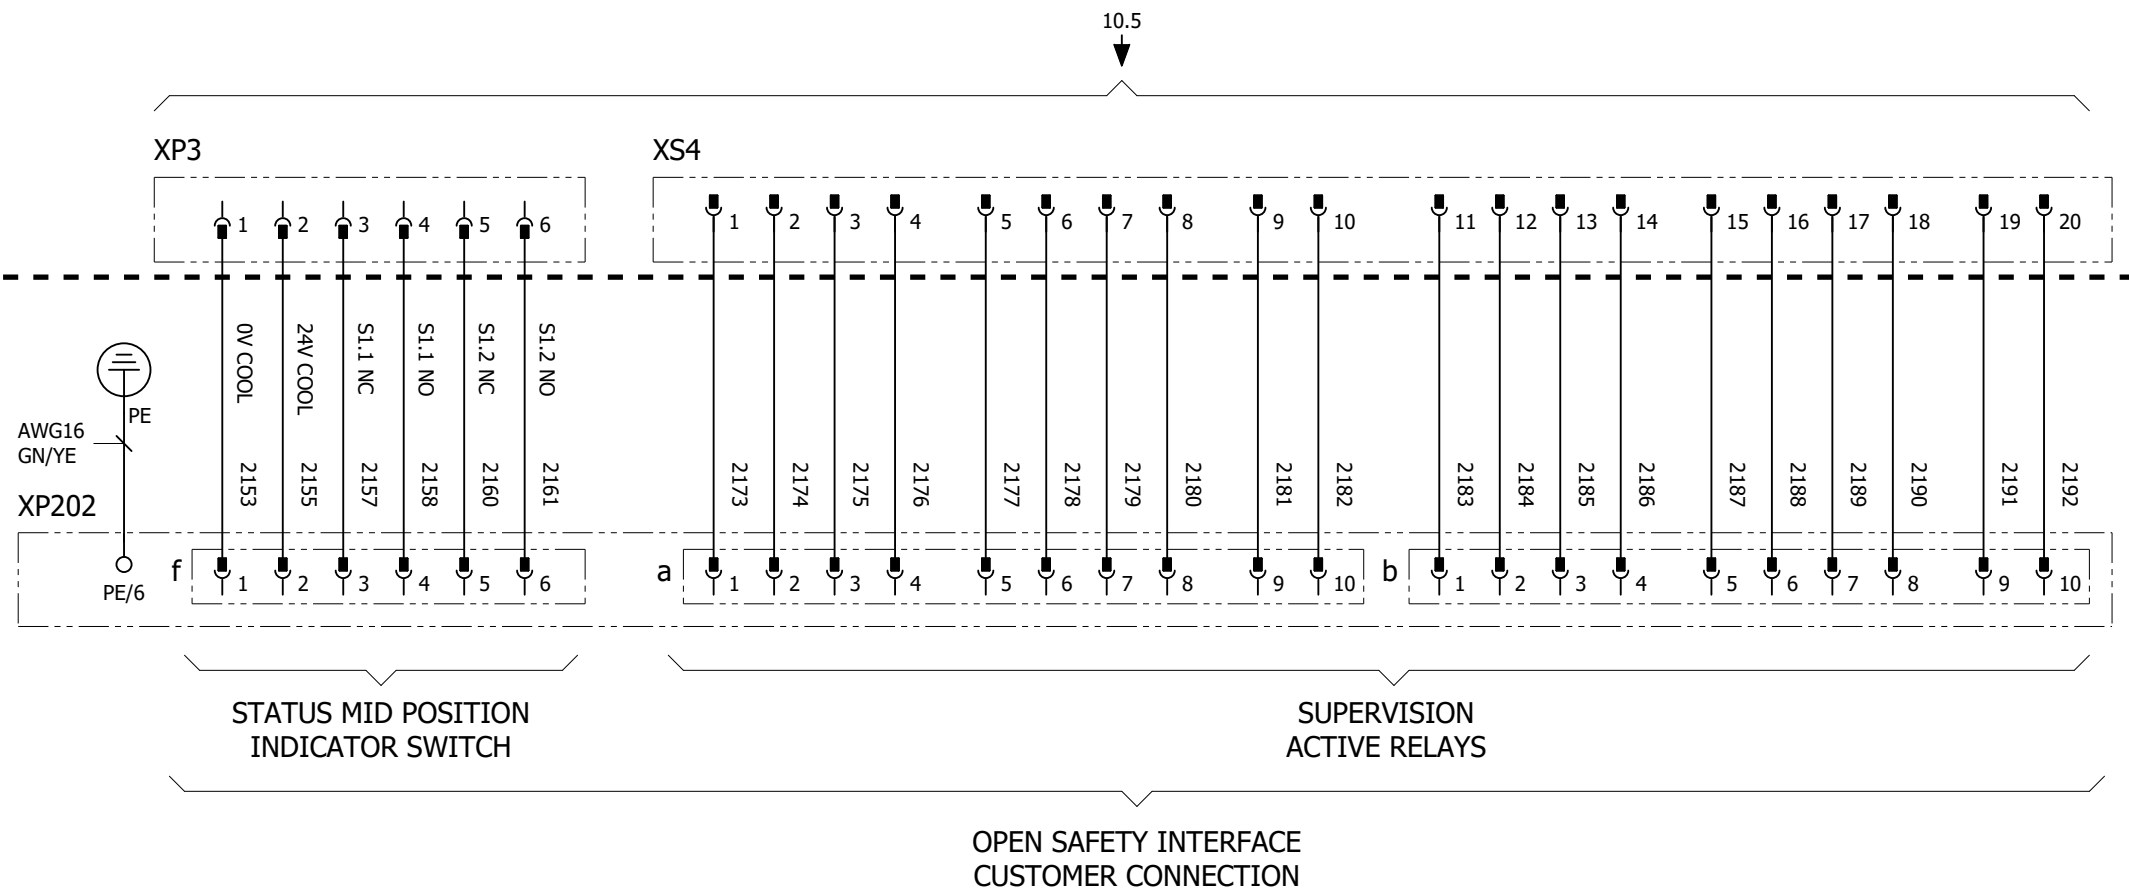 10.5
XP3
XS4
1 2 3 4 5 6
1 2 3 4 5 6 7 8 9 10 11 12 13 14 15 16 17 18 19 20
0V COOL
24V COOL
S1.1 NC
S1.1 NO
S1.2 NC
S1.2 NO
PE
AWG16
GN/YE
2153
2155
2157
2158
2160
2161
2173
2174
2175
2176
2177
2178
2179
2180
2181
2182
2183
2184
2185
2186
2187
2188
2189
2190
2191
2192
XP202
PE/6
f 1 2 3 4 5 6
a 1 2 3 4 5 6 7 8 9 10
b 1 2 3 4 5 6 7 8 9 10
STATUS MID POSITION
INDICATOR SWITCH
SUPERVISION
ACTIVE RELAYS
OPEN SAFETY INTERFACE
CUSTOMER CONNECTION